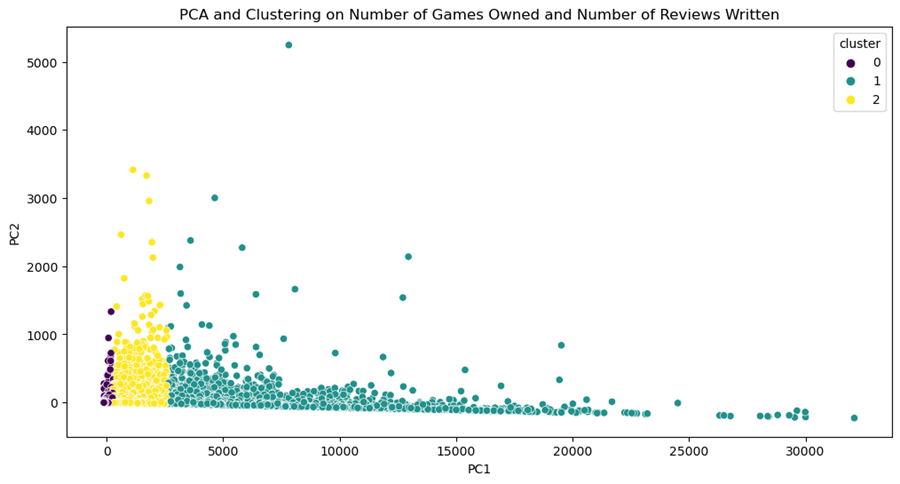 PCA and Clustering on Number of Games Owned and Number of Reviews Written
cluster
0
1
2
5000
4000
3000
2000
1000
0
PC2
0 5000 10000 15000 20000 25000 30000
PC1